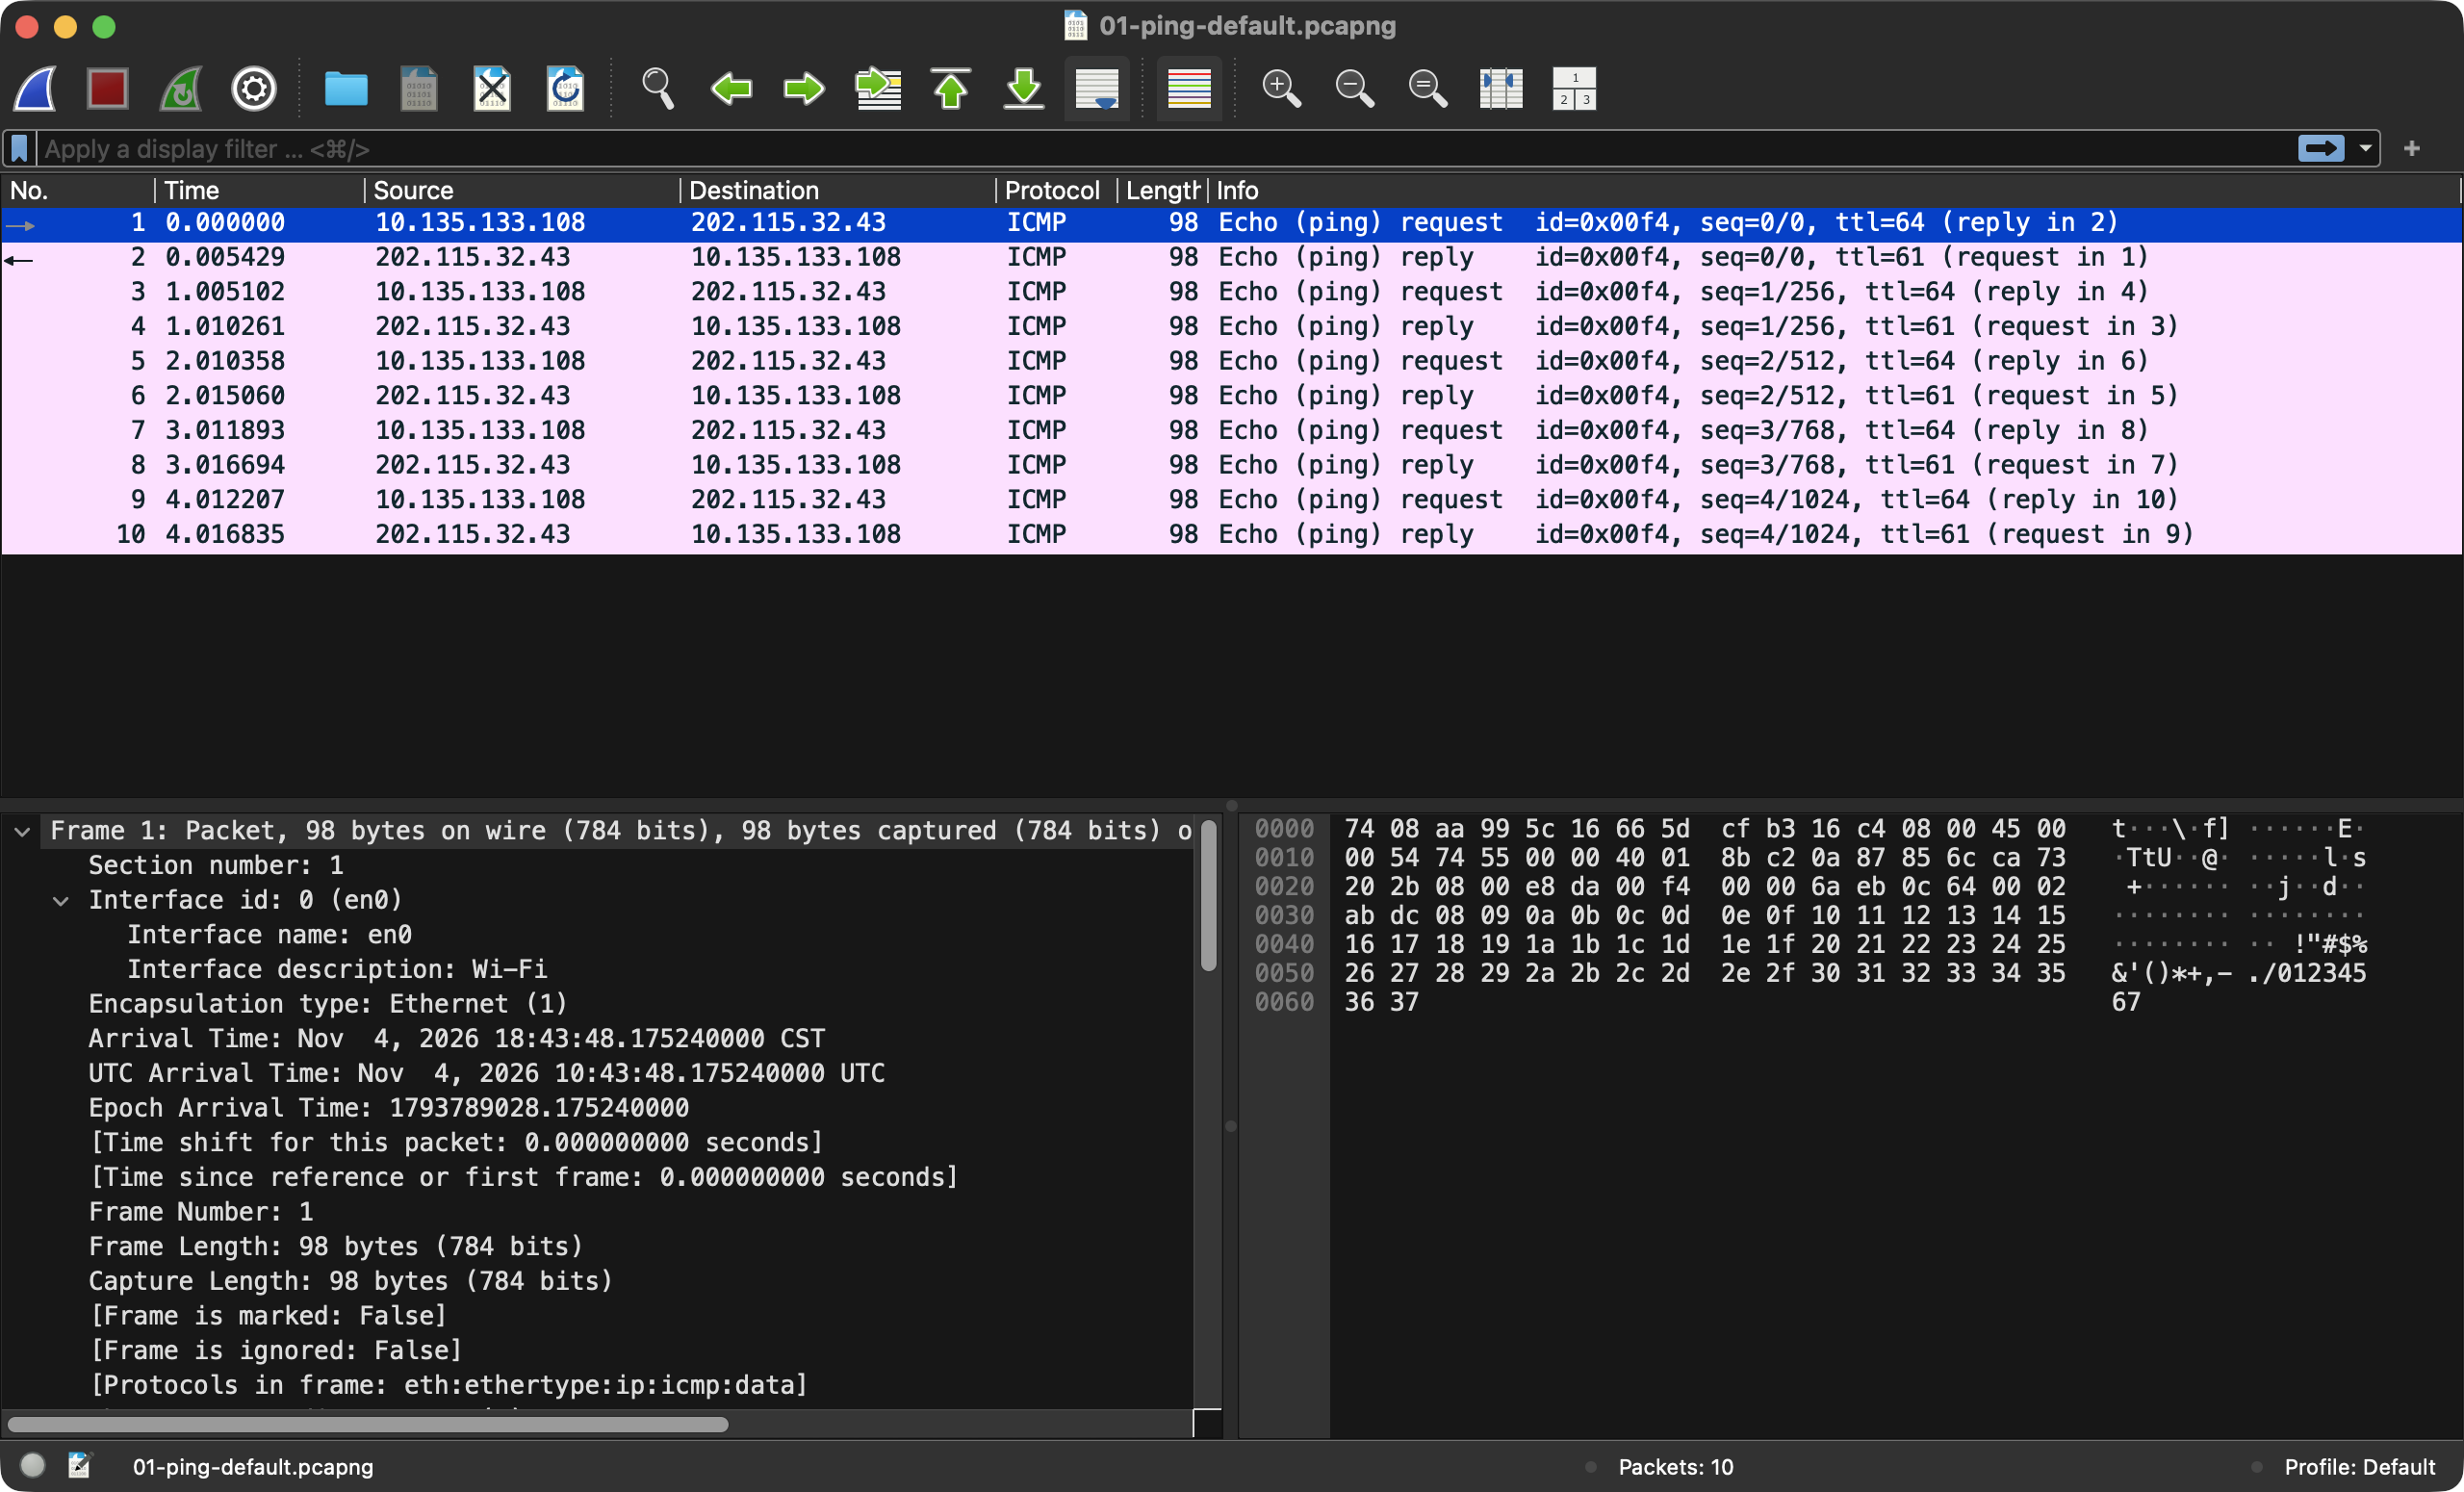 01-ping-default.pcapng
Apply a display filter ... <⌘/>
No. Time Source Destination Protocol Length Info
1 0.000000 10.135.133.108 202.115.32.43 ICMP 98 Echo (ping) request id=0x00f4, seq=0/0, ttl=64 (reply in 2)
2 0.005429 202.115.32.43 10.135.133.108 ICMP 98 Echo (ping) reply id=0x00f4, seq=0/0, ttl=61 (request in 1)
3 1.005102 10.135.133.108 202.115.32.43 ICMP 98 Echo (ping) request id=0x00f4, seq=1/256, ttl=64 (reply in 4)
4 1.010261 202.115.32.43 10.135.133.108 ICMP 98 Echo (ping) reply id=0x00f4, seq=1/256, ttl=61 (request in 3)
5 2.010358 10.135.133.108 202.115.32.43 ICMP 98 Echo (ping) request id=0x00f4, seq=2/512, ttl=64 (reply in 6)
6 2.015060 202.115.32.43 10.135.133.108 ICMP 98 Echo (ping) reply id=0x00f4, seq=2/512, ttl=61 (request in 5)
7 3.011893 10.135.133.108 202.115.32.43 ICMP 98 Echo (ping) request id=0x00f4, seq=3/768, ttl=64 (reply in 8)
8 3.016694 202.115.32.43 10.135.133.108 ICMP 98 Echo (ping) reply id=0x00f4, seq=3/768, ttl=61 (request in 7)
9 4.012207 10.135.133.108 202.115.32.43 ICMP 98 Echo (ping) request id=0x00f4, seq=4/1024, ttl=64 (reply in 10)
10 4.016835 202.115.32.43 10.135.133.108 ICMP 98 Echo (ping) reply id=0x00f4, seq=4/1024, ttl=61 (request in 9)
Frame 1: Packet, 98 bytes on wire (784 bits), 98 bytes captured (784 bits) o
Section number: 1
Interface id: 0 (en0)
Interface name: en0
Interface description: Wi-Fi
Encapsulation type: Ethernet (1)
Arrival Time: Nov  4, 2026 18:43:48.175240000 CST
UTC Arrival Time: Nov  4, 2026 10:43:48.175240000 UTC
Epoch Arrival Time: 1793789028.175240000
[Time shift for this packet: 0.000000000 seconds]
[Time since reference or first frame: 0.000000000 seconds]
Frame Number: 1
Frame Length: 98 bytes (784 bits)
Capture Length: 98 bytes (784 bits)
[Frame is marked: False]
[Frame is ignored: False]
[Protocols in frame: eth:ethertype:ip:icmp:data]
0000 74 08 aa 99 5c 16 66 5d cf b3 16 c4 08 00 45 00 t···\·f] ······E·
0010 00 54 74 55 00 00 40 01 8b c2 0a 87 85 6c ca 73 ·TtU··@· ·····l·s
0020 20 2b 08 00 e8 da 00 f4 00 00 6a eb 0c 64 00 02 +······ ··j··d··
0030 ab dc 08 09 0a 0b 0c 0d 0e 0f 10 11 12 13 14 15 ········ ········
0040 16 17 18 19 1a 1b 1c 1d 1e 1f 20 21 22 23 24 25 ········ ·· !"#$%
0050 26 27 28 29 2a 2b 2c 2d 2e 2f 30 31 32 33 34 35 &'()*+,- ./012345
0060 36 37 67
01-ping-default.pcapng
Packets: 10
Profile: Default